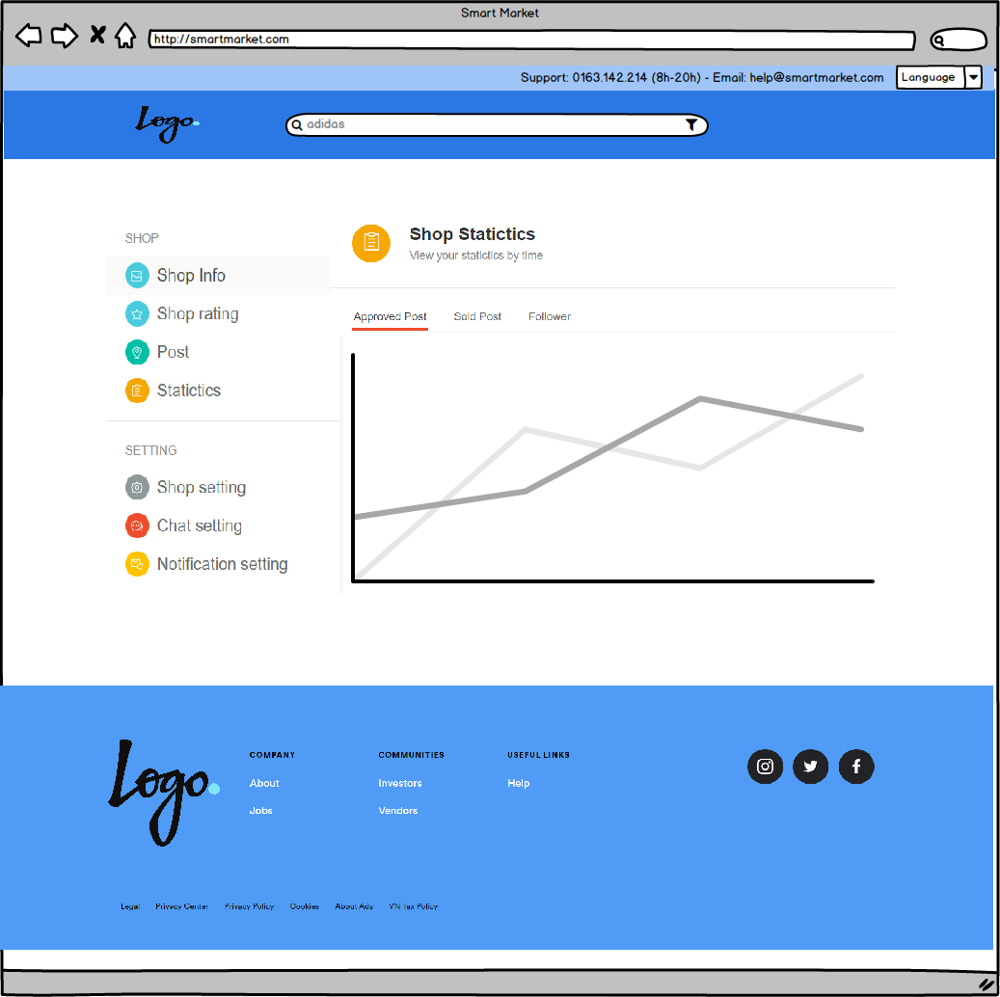 Smart Market
http://smartmarket.com
Support: 0163.142.214 (8h-20h) - Email: help@smartmarket.com
Language
Logo
adidas
SHOP
Shop Info
Shop rating
Post
Statictics
SETTING
Shop setting
Chat setting
Notification setting
Shop Statictics
View your statictics by time
Approved Post Sold Post Follower
Logo
COMPANY
About
Jobs
COMMUNITIES
Investors
Vendors
USEFUL LINKS
Help
Legal Privacy Center Privacy Policy Cookies About Ads VN Tax Policy